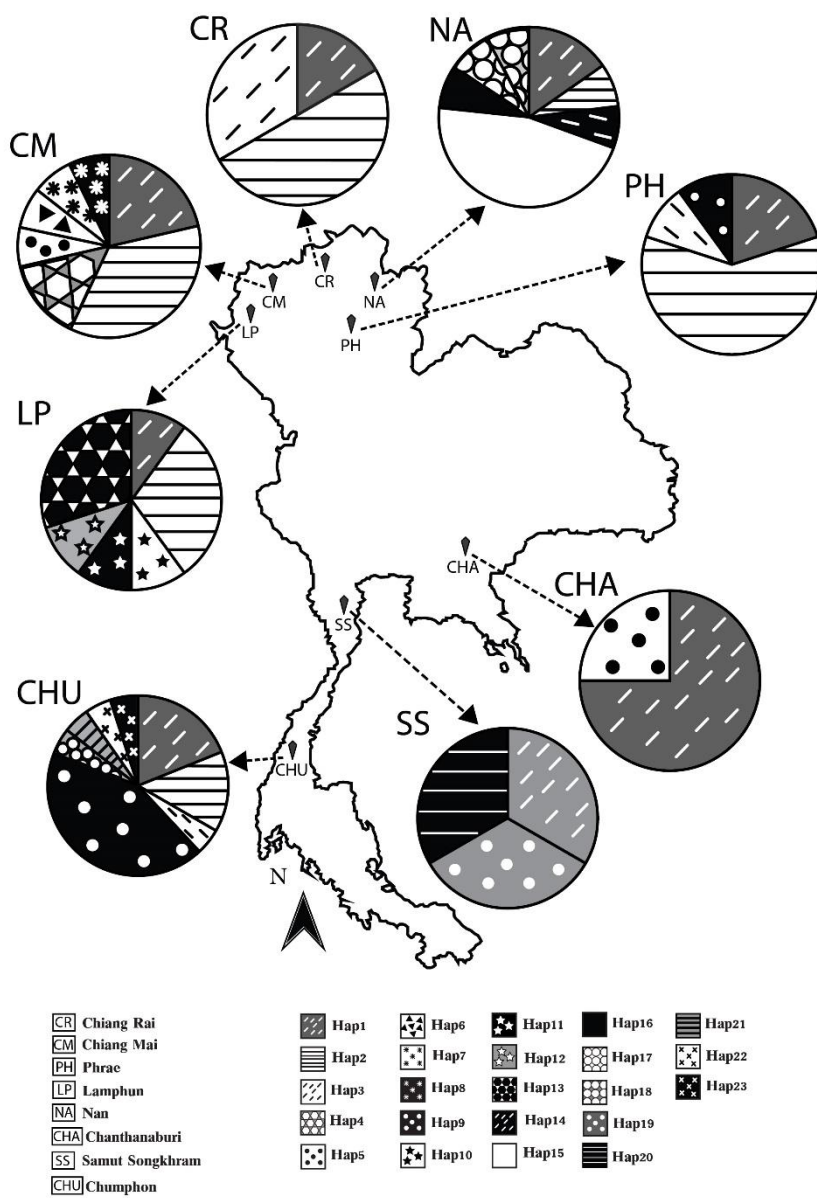 CR
NA
CM
PH
CR
CM
NA
LP
PH
LP
CHA
CHA
SS
CHU
SS
CHU
N
CR Chiang Rai
CM Chiang Mai
PH Phrae
LP Lamphun
NA Nan
CHA Chanthanaburi
SS Samut Songkhram
CHU Chumphon
Hap1
Hap2
Hap3
Hap4
Hap5
Hap6
Hap7
Hap8
Hap9
Hap10
Hap11
Hap12
Hap13
Hap14
Hap15
Hap16
Hap17
Hap18
Hap19
Hap20
Hap21
Hap22
Hap23